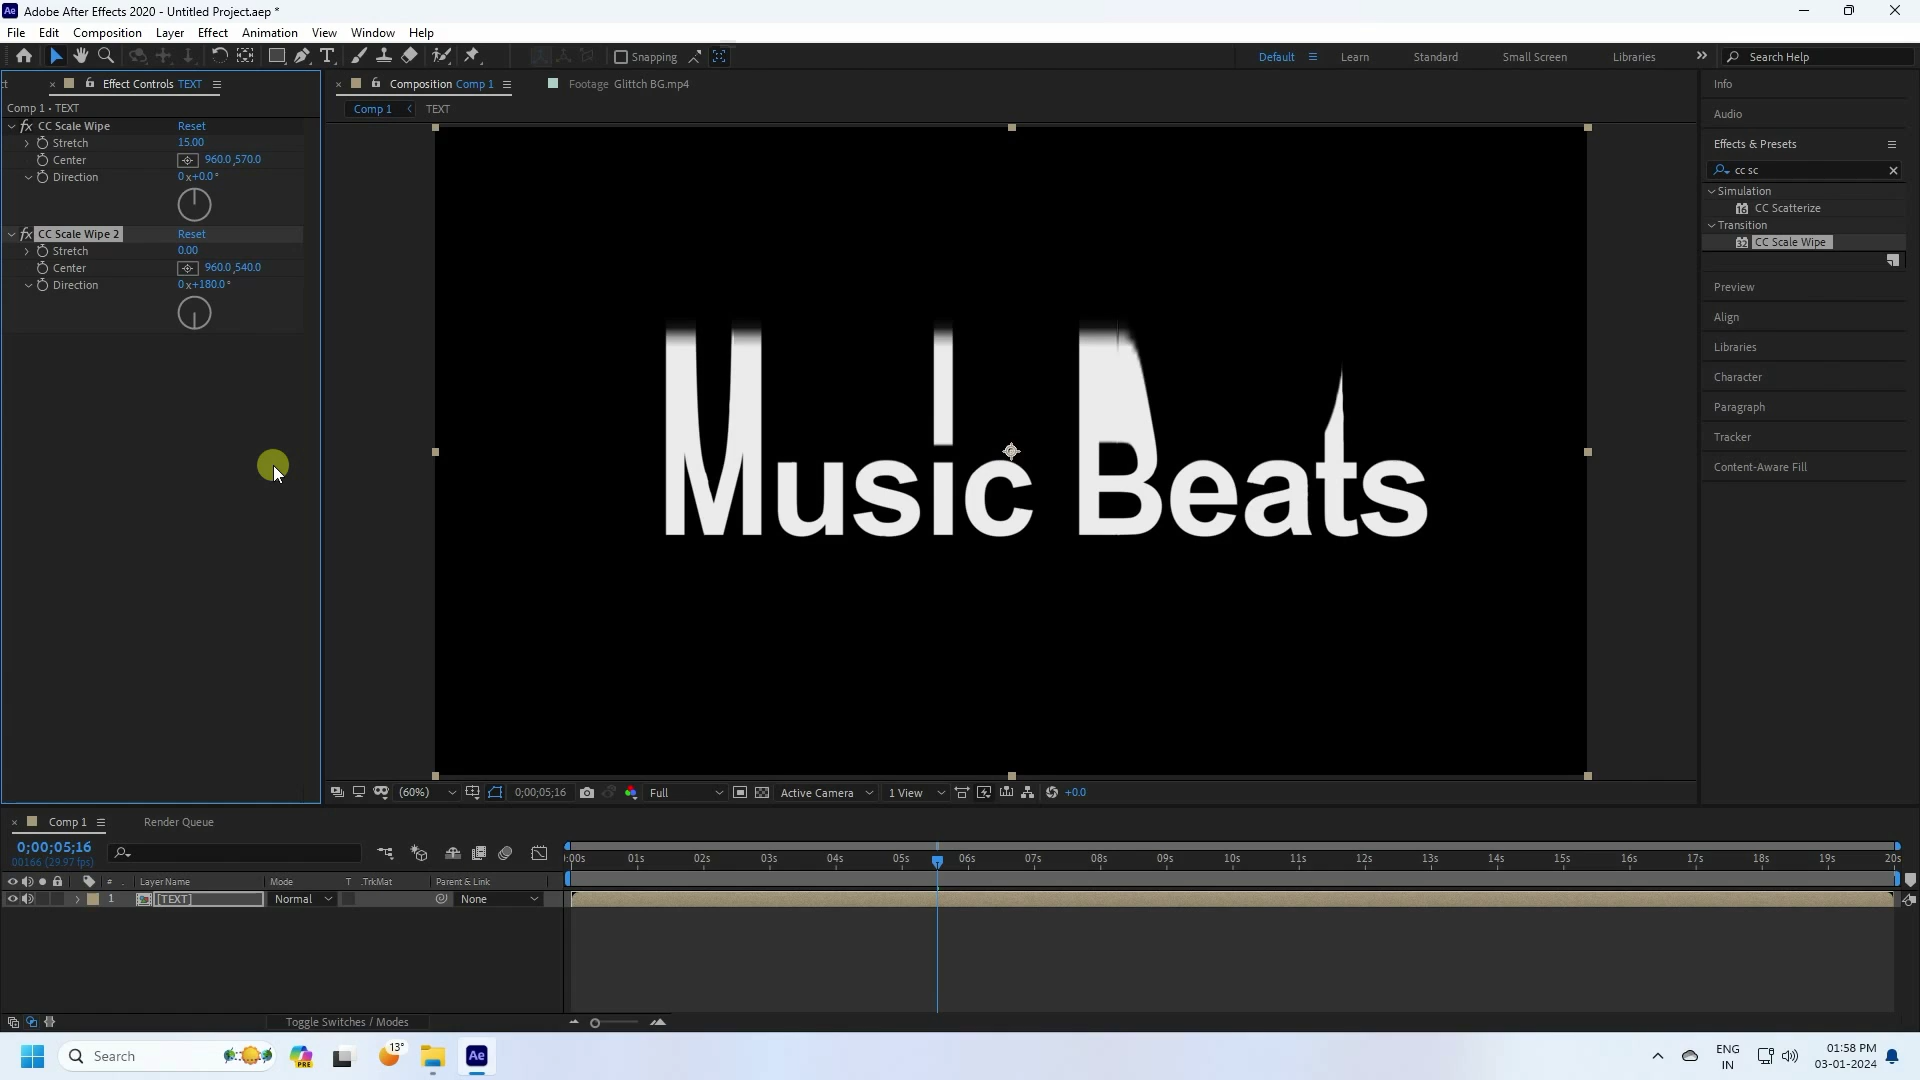 Adobe After Effects 2020 - Untitled Project.aep *
File Edit Composition Layer Effect Animation View Window Help
Snapping Default Learn Standard Small Screen Libraries Search Help
Effect Controls TEXT
Composition Comp 1
Footage Glittch BG.mp4
Comp 1 • TEXT
Comp 1 TEXT
fx CC Scale Wipe Reset
Stretch 15.00
Center 960.0,570.0
Direction 0x+0.0°
fx CC Scale Wipe 2 Reset
Stretch 0.00
Center 960.0,540.0
Direction 0x+180.0°
Music Beats
Info
Audio
Effects & Presets
cc sc
Simulation
CC Scatterize
Transition
CC Scale Wipe
Preview
Align
Libraries
Character
Paragraph
Tracker
Content-Aware Fill
(60%) 0;00;05;16 Full Active Camera 1 View +0.0
Comp 1 Render Queue
0;00;05;16
00166 (29.97 fps)
:00s 01s 02s 03s 04s 05s 06s 07s 08s 09s 10s 11s 12s 13s 14s 15s 16s 17s 18s 19s 20s
# Layer Name Mode T .TrkMat Parent & Link
1 [TEXT] Normal None
Toggle Switches / Modes
Search PRE 13° Ae
ENG
IN
01:58 PM
03-01-2024